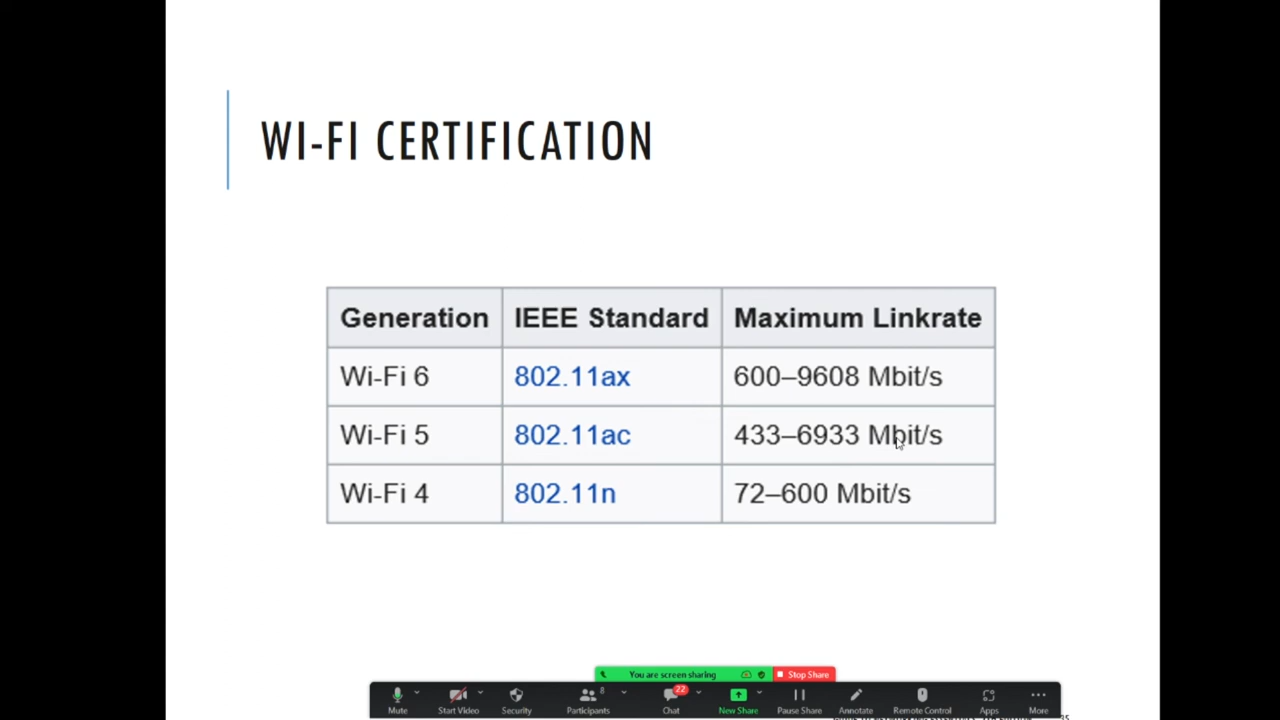 WI-FI CERTIFICATION
Generation IEEE Standard Maximum Linkrate
Wi-Fi 6 802.11ax 600–9608 Mbit/s
Wi-Fi 5 802.11ac 433–6933 Mbit/s
Wi-Fi 4 802.11n 72–600 Mbit/s
You are screen sharing Stop Share
8 22
Mute Start Video Security Participants Chat New Share Pause Share Annotate Remote Control Apps More